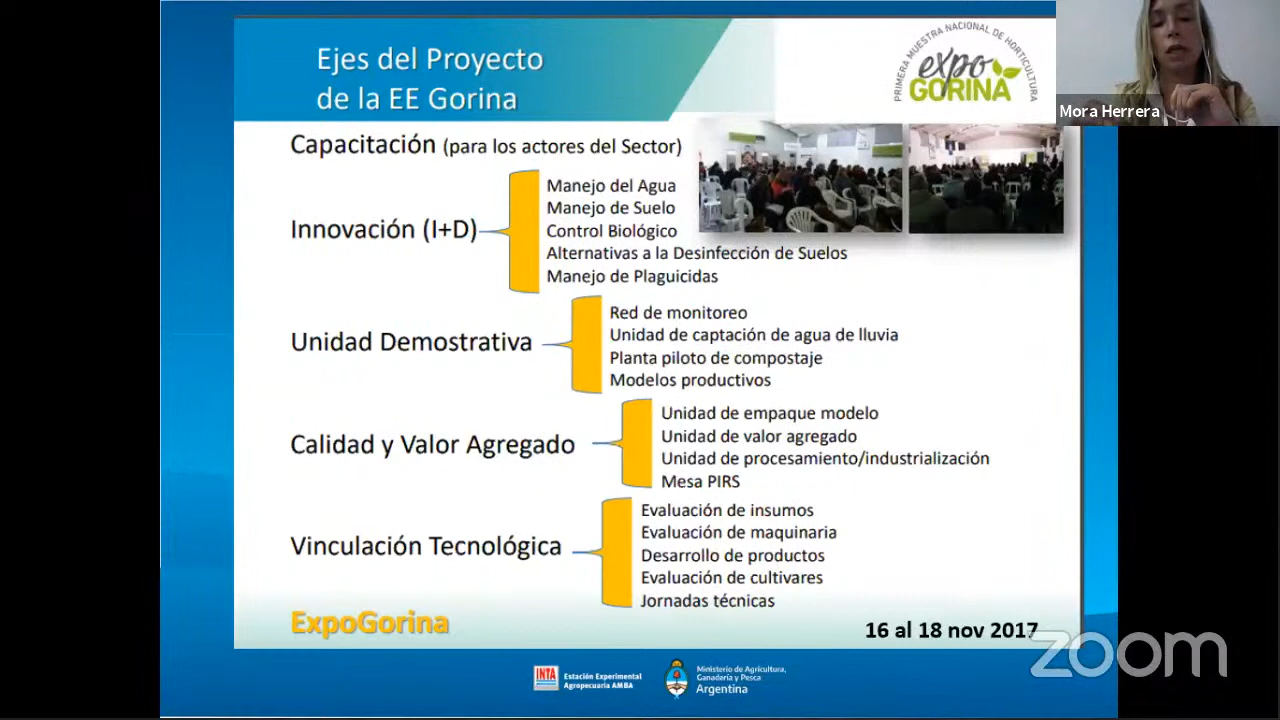 Ejes del Proyecto
de la EE Gorina
PRIMERA MUESTRA NACIONAL DE HORTICULTURA
expo
GORINA
Mora Herrera
Capacitación (para los actores del Sector)
Innovación (I+D)
Manejo del Agua
Manejo de Suelo
Control Biológico
Alternativas a la Desinfección de Suelos
Manejo de Plaguicidas
Unidad Demostrativa
Red de monitoreo
Unidad de captación de agua de lluvia
Planta piloto de compostaje
Modelos productivos
Calidad y Valor Agregado
Unidad de empaque modelo
Unidad de valor agregado
Unidad de procesamiento/industrialización
Mesa PIRS
Vinculación Tecnológica
Evaluación de insumos
Evaluación de maquinaria
Desarrollo de productos
Evaluación de cultivares
Jornadas técnicas
ExpoGorina
16 al 18 nov 2017
zoom
INTA
Estación Experimental
Agropecuaria AMBA
Ministerio de Agricultura,
Ganadería y Pesca
Argentina